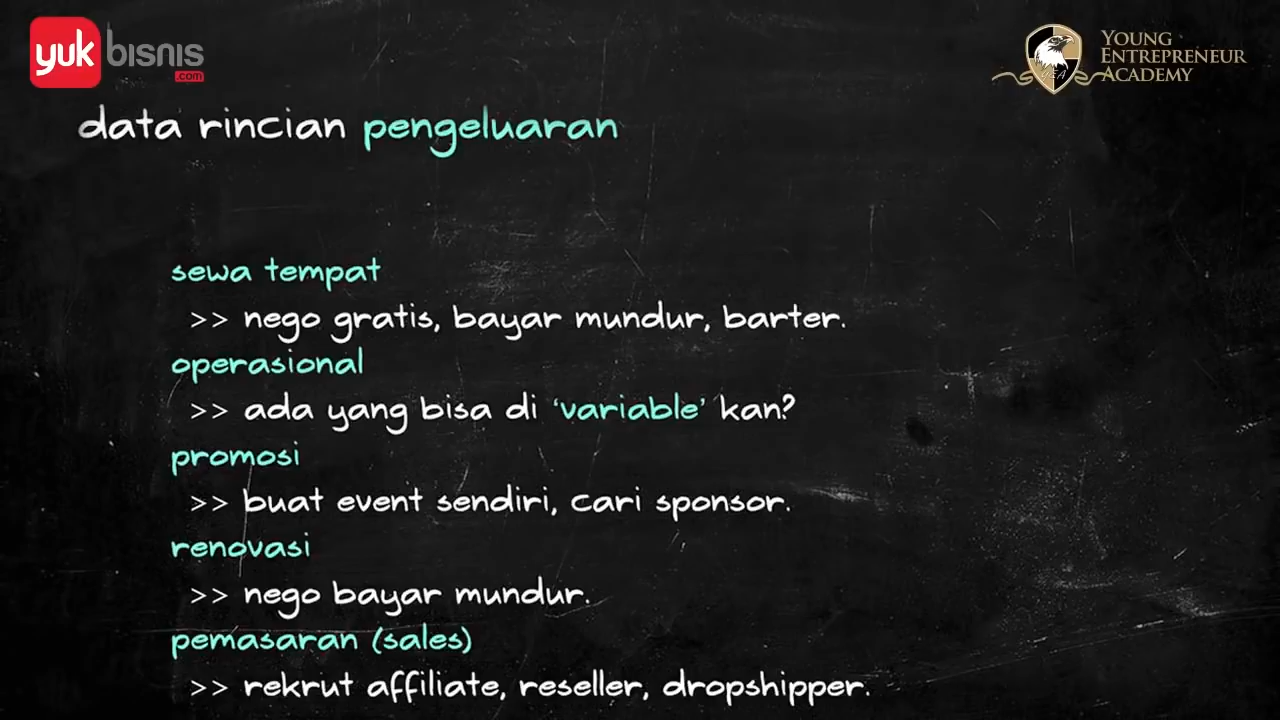 yukbisnis
.com
YOUNG
ENTREPRENEUR
ACADEMY
YEA
data rincian pengeluaran
sewa tempat
>> nego gratis, bayar mundur, barter.
operasional
>> ada yang bisa di ‘variable’ kan?
promosi
>> buat event sendiri, cari sponsor.
renovasi
>> nego bayar mundur.
pemasaran (sales)
>> rekrut affiliate, reseller, dropshipper.